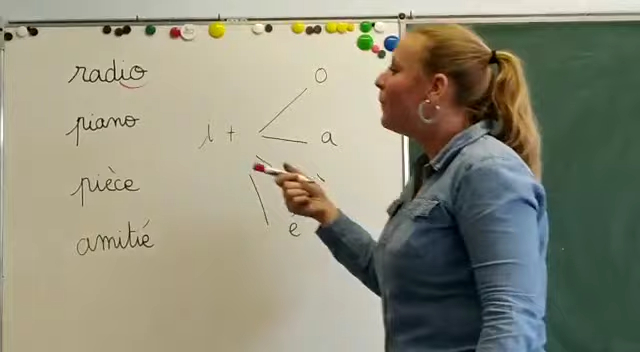 radio
piano
pièce
amitié
i +
o
a
é